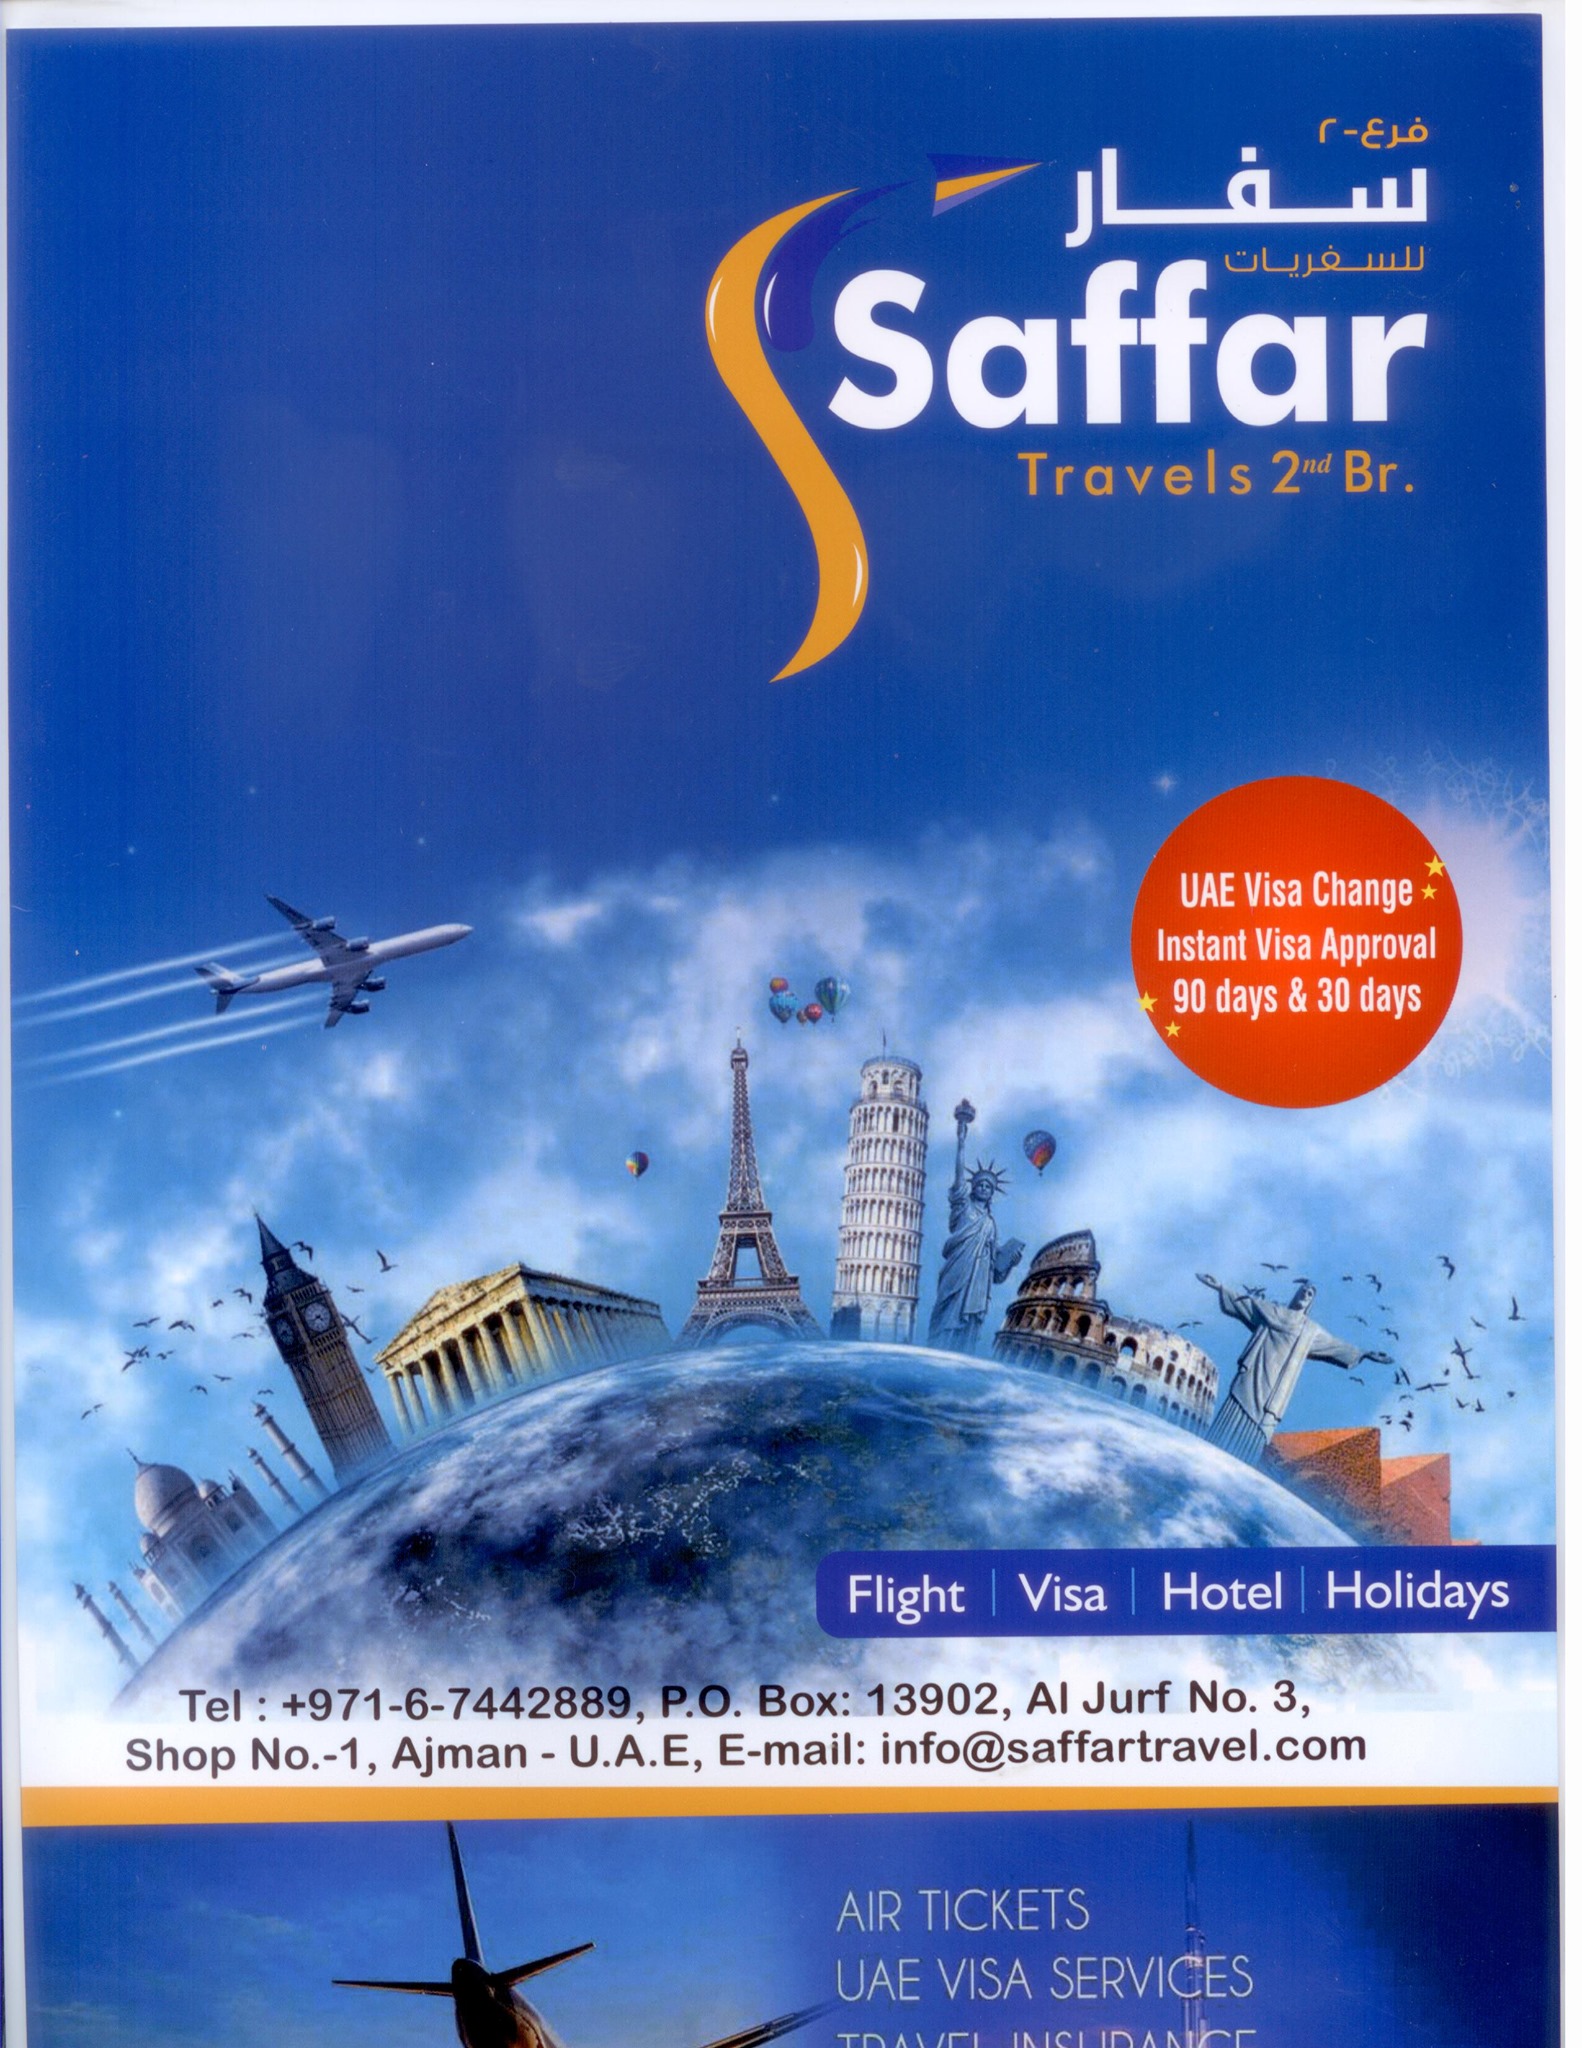 فرع-٢
سفار
للسفريات
Saffar
Travels 2nd Br.
UAE Visa Change
Instant Visa Approval
90 days & 30 days
Flight | Visa | Hotel | Holidays
Tel : +971-6-7442889, P.O. Box: 13902, Al Jurf No. 3,
Shop No.-1, Ajman - U.A.E, E-mail: info@saffartravel.com
AIR TICKETS
UAE VISA SERVICES
TRAVEL INSURANCE